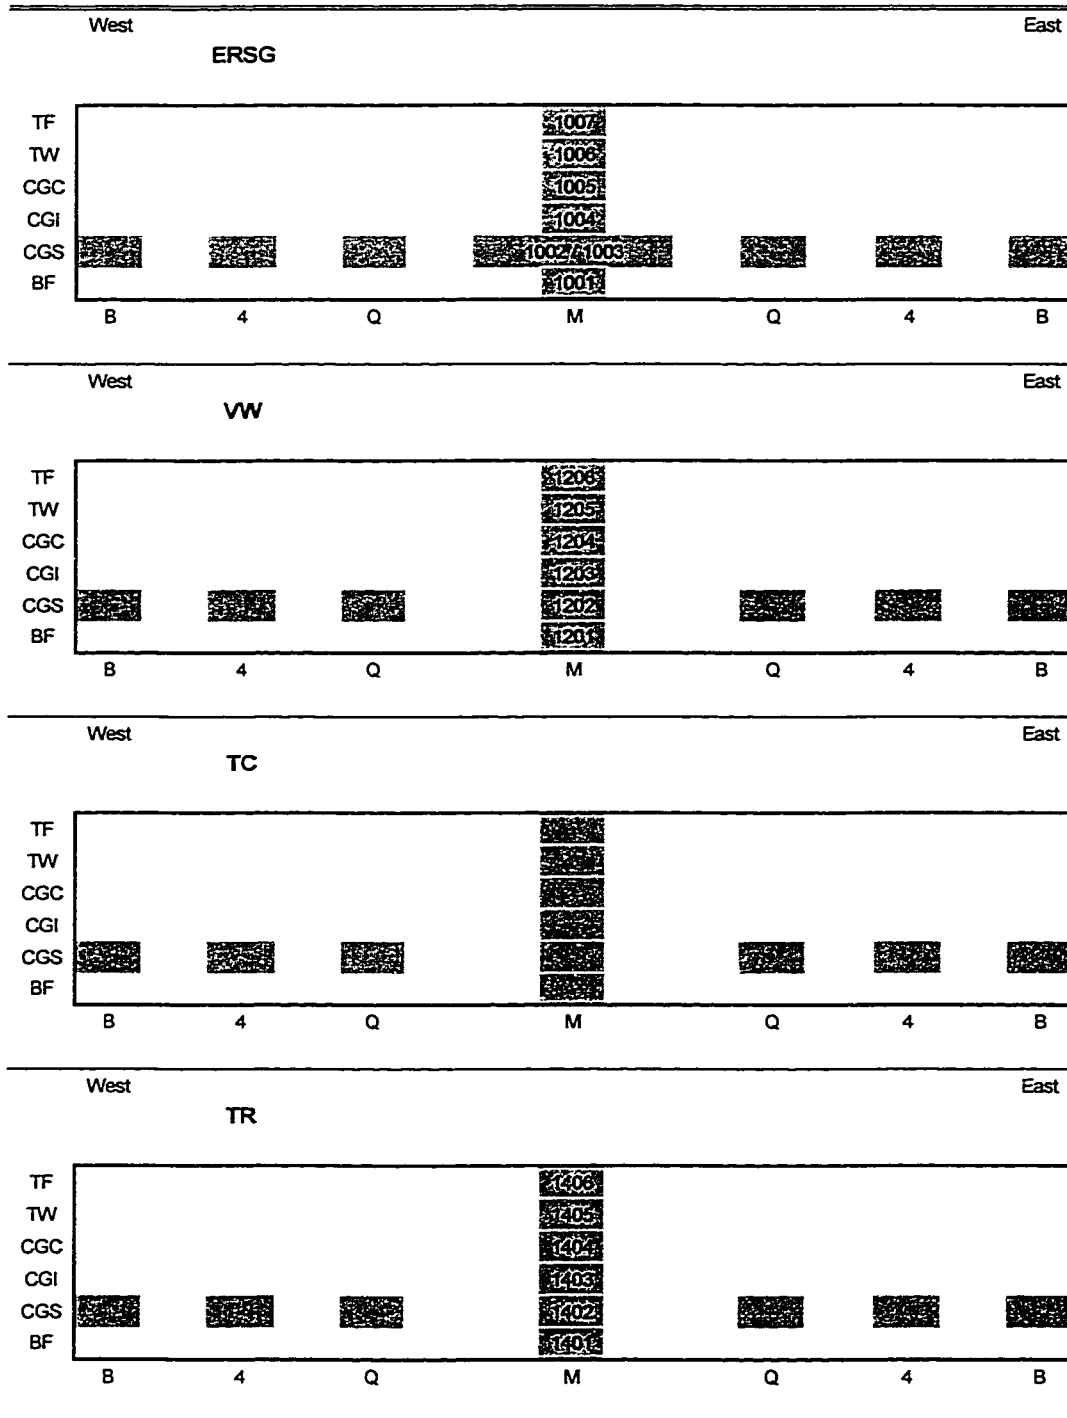 West East
ERSG
TF 1007
TW 1006
CGC 1005
CGI 1004
CGS 1002 / 1003
BF 1001
B 4 Q M Q 4 B
West East
VW
TF 1206
TW 1205
CGC 1204
CGI 1203
CGS 1202
BF 1201
B 4 Q M Q 4 B
West East
TC
TF
TW
CGC
CGI
CGS
BF
B 4 Q M Q 4 B
West East
TR
TF 1406
TW 1405
CGC 1404
CGI 1403
CGS 1402
BF 1401
B 4 Q M Q 4 B